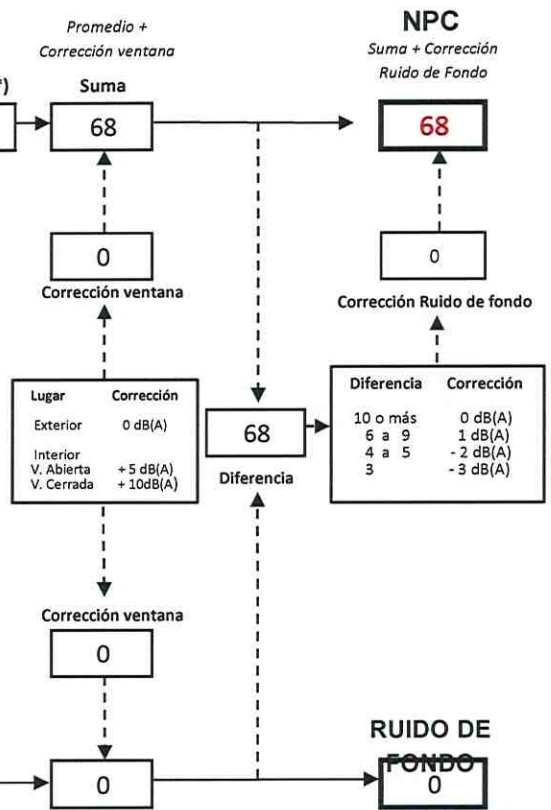 Promedio +
Corrección ventana
Suma
68
NPC
Suma + Corrección
Ruido de Fondo
68
0
Corrección ventana
0
Corrección Ruido de fondo
Lugar Corrección
Exterior 0 dB(A)
Interior
V. Abierta + 5 dB(A)
V. Cerrada + 10dB(A)
68
Diferencia
Diferencia Corrección
10 o más 0 dB(A)
6 a 9 1 dB(A)
4 a 5 - 2 dB(A)
3 - 3 dB(A)
Corrección ventana
0
0
RUIDO DE
FONDO
0